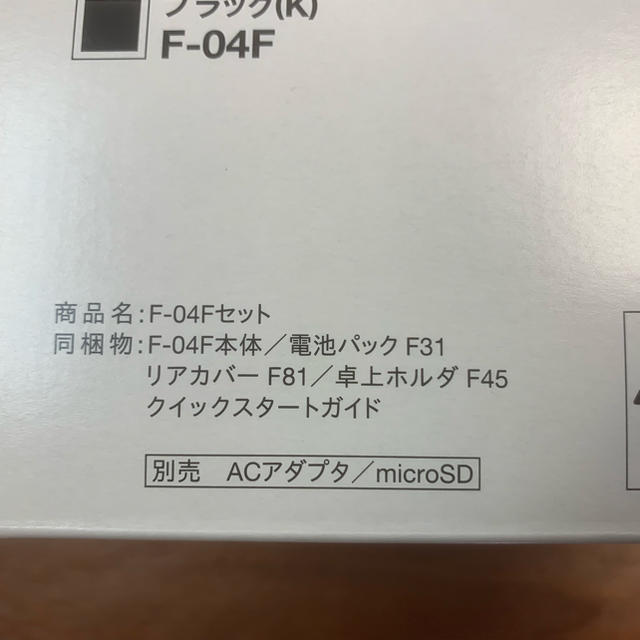 ブラック(K)
F-04F
商品名:F-04Fセット
同梱物:F-04F本体/電池パック F31
リアカバー F81/卓上ホルダ F45
クイックスタートガイド
別売 ACアダプタ/microSD